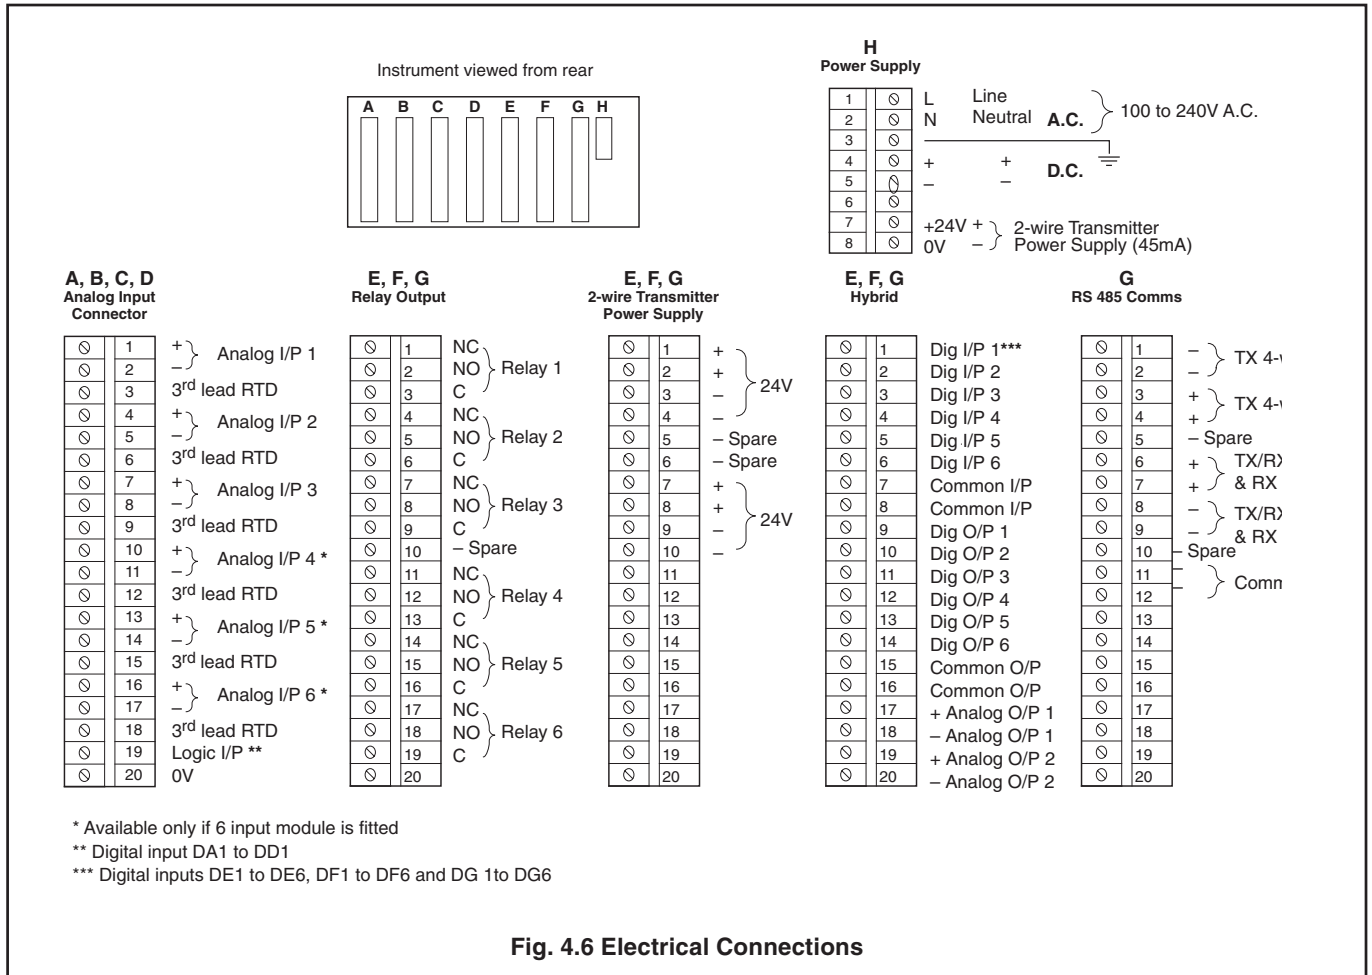 Instrument viewed from rear
A B C D E F G H
H
Power Supply
1 L Line
2 N Neutral A.C. 100 to 240V A.C.
3
4 + + D.C.
5 – –
6
7 +24V + 2-wire Transmitter
8 0V – Power Supply (45mA)
A, B, C, D
Analog Input
Connector
1 +
2 – Analog I/P 1
3 3rd lead RTD
4 +
5 – Analog I/P 2
6 3rd lead RTD
7 +
8 – Analog I/P 3
9 3rd lead RTD
10 +
11 – Analog I/P 4 *
12 3rd lead RTD
13 +
14 – Analog I/P 5 *
15 3rd lead RTD
16 +
17 – Analog I/P 6 *
18 3rd lead RTD
19 Logic I/P **
20 0V
E, F, G
Relay Output
1 NC
2 NO Relay 1
3 C
4 NC
5 NO Relay 2
6 C
7 NC
8 NO Relay 3
9 C
10 – Spare
11 NC
12 NO Relay 4
13 C
14 NC
15 NO Relay 5
16 C
17 NC
18 NO Relay 6
19 C
20
E, F, G
2-wire Transmitter
Power Supply
1 +
2 + 24V
3 –
4 –
5 – Spare
6 – Spare
7 +
8 + 24V
9 –
10 –
11
12
13
14
15
16
17
18
19
20
E, F, G
Hybrid
1 Dig I/P 1***
2 Dig I/P 2
3 Dig I/P 3
4 Dig I/P 4
5 Dig I/P 5
6 Dig I/P 6
7 Common I/P
8 Common I/P
9 Dig O/P 1
10 Dig O/P 2
11 Dig O/P 3
12 Dig O/P 4
13 Dig O/P 5
14 Dig O/P 6
15 Common O/P
16 Common O/P
17 + Analog O/P 1
18 – Analog O/P 1
19 + Analog O/P 2
20 – Analog O/P 2
G
RS 485 Comms
1 – TX
2 –
3 + TX
4 +
5 – Spare
6 + TX/RX
7 + & RX
8 – TX/RX
9 – & RX
10 – Spare
11 –
12 – Comm
13
14
15
16
17
18
19
20
* Available only if 6 input module is fitted
** Digital input DA1 to DD1
*** Digital inputs DE1 to DE6, DF1 to DF6 and DG 1to DG6
Fig. 4.6 Electrical Connections